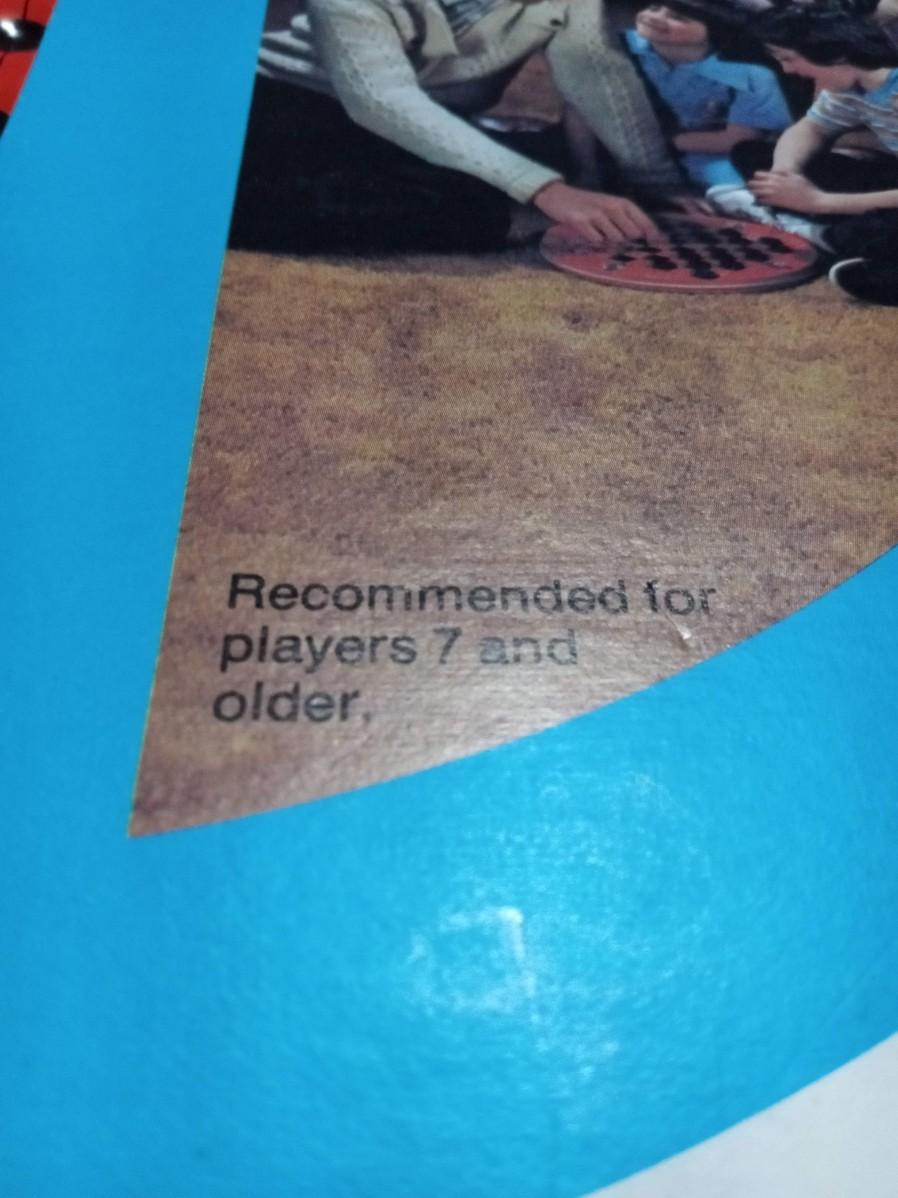 Recommended for
players 7 and
older.